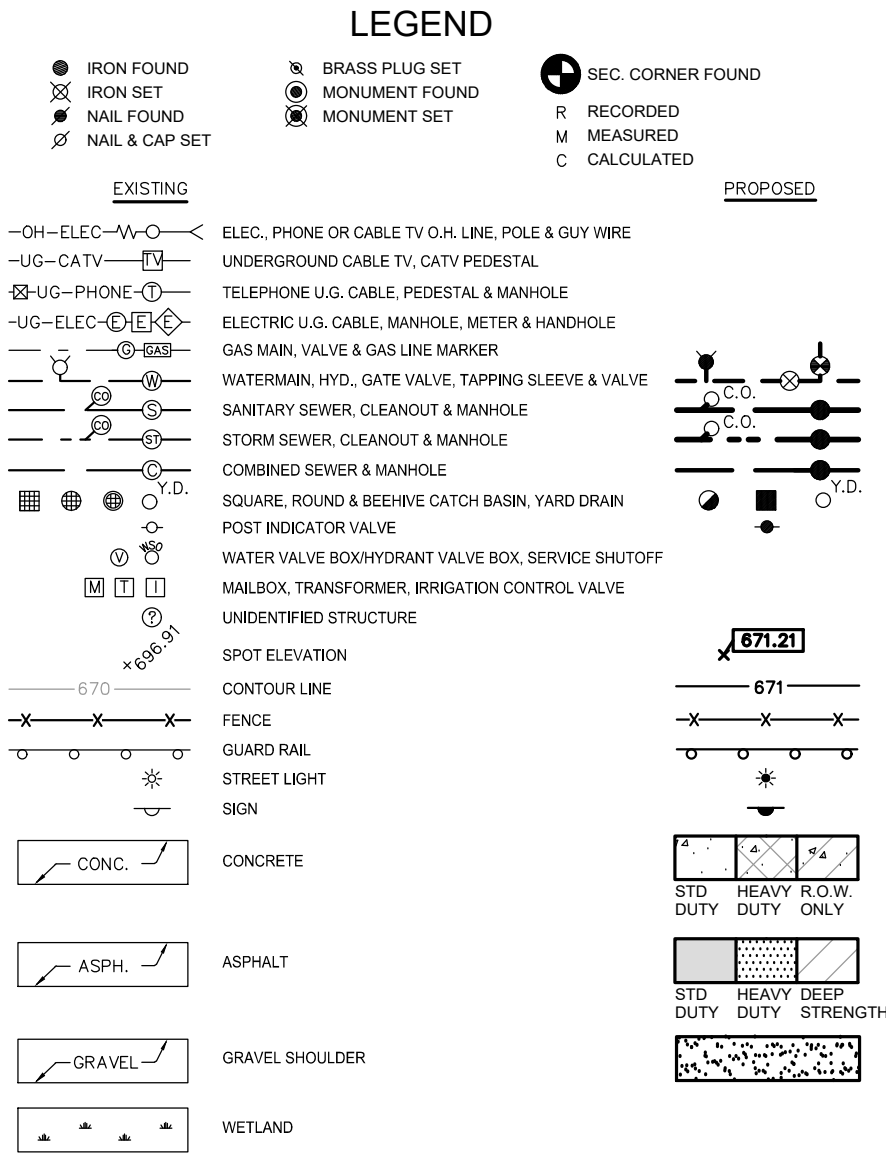 LEGEND
IRON FOUND
IRON SET
NAIL FOUND
NAIL & CAP SET
BRASS PLUG SET
MONUMENT FOUND
MONUMENT SET
SEC. CORNER FOUND
R RECORDED
M MEASURED
C CALCULATED
EXISTING PROPOSED
OH-ELEC ELEC., PHONE OR CABLE TV O.H. LINE, POLE & GUY WIRE
UG-CATV TV UNDERGROUND CABLE TV, CATV PEDESTAL
UG-PHONE T TELEPHONE U.G. CABLE, PEDESTAL & MANHOLE
UG-ELEC E E E ELECTRIC U.G. CABLE, MANHOLE, METER & HANDHOLE
G GAS GAS MAIN, VALVE & GAS LINE MARKER
W WATERMAIN, HYD., GATE VALVE, TAPPING SLEEVE & VALVE
CO S SANITARY SEWER, CLEANOUT & MANHOLE C.O.
CO ST STORM SEWER, CLEANOUT & MANHOLE C.O.
C COMBINED SEWER & MANHOLE
Y.D. SQUARE, ROUND & BEEHIVE CATCH BASIN, YARD DRAIN Y.D.
POST INDICATOR VALVE
V WSO WATER VALVE BOX/HYDRANT VALVE BOX, SERVICE SHUTOFF
M T I MAILBOX, TRANSFORMER, IRRIGATION CONTROL VALVE
? UNIDENTIFIED STRUCTURE
+696.91 SPOT ELEVATION 671.21
670 CONTOUR LINE 671
FENCE
GUARD RAIL
STREET LIGHT
SIGN
CONC. CONCRETE
STD DUTY
HEAVY DUTY
R.O.W. ONLY
ASPH. ASPHALT
STD DUTY
HEAVY DUTY
DEEP STRENGTH
GRAVEL GRAVEL SHOULDER
WETLAND